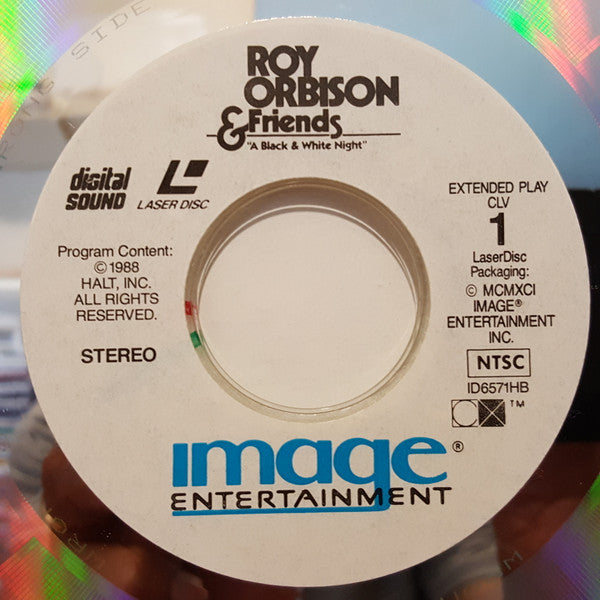 ROY
ORBISON
& Friends
"A Black & White Night"
digital
SOUND
LASER DISC
Program Content:
©1988
HALT, INC.
ALL RIGHTS
RESERVED.
STEREO
EXTENDED PLAY
CLV
1
LaserDisc
Packaging:
© MCMXCI
IMAGE®
ENTERTAINMENT
INC.
NTSC
ID6571HB
TM
image®
ENTERTAINMENT
SIDE